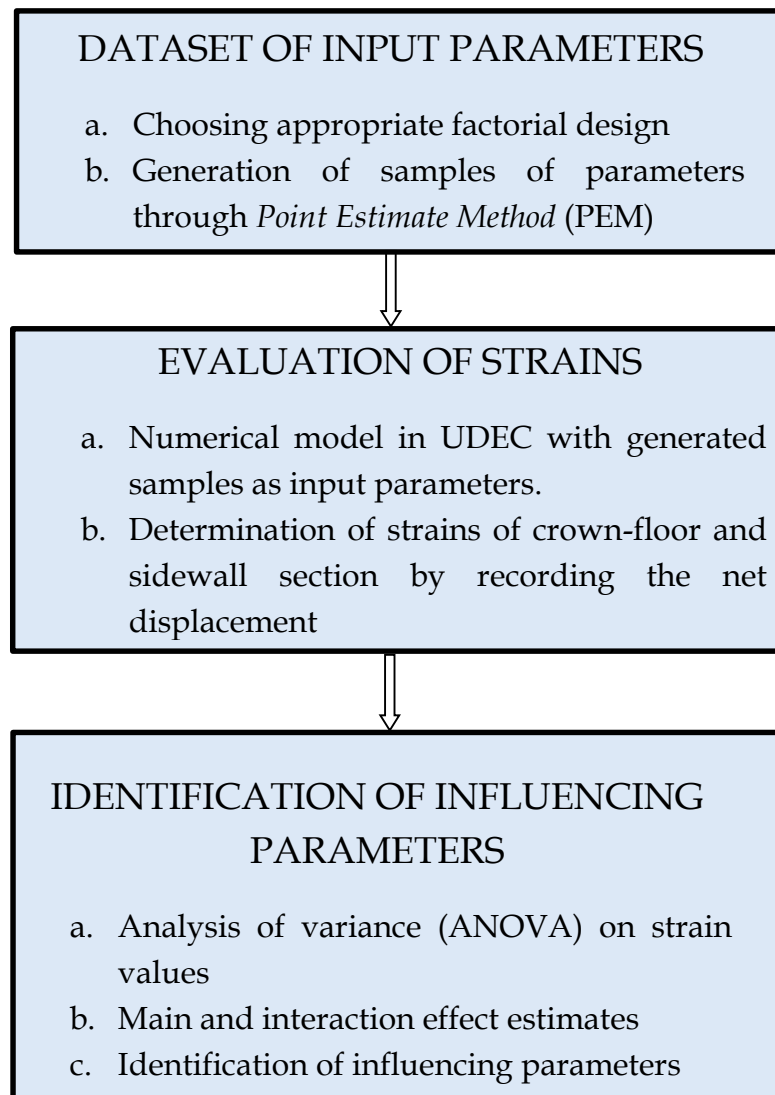 DATASET OF INPUT PARAMETERS
a. Choosing appropriate factorial design
b. Generation of samples of parameters
through Point Estimate Method (PEM)
EVALUATION OF STRAINS
a. Numerical model in UDEC with generated
samples as input parameters.
b. Determination of strains of crown-floor and
sidewall section by recording the net
displacement
IDENTIFICATION OF INFLUENCING
PARAMETERS
a. Analysis of variance (ANOVA) on strain
values
b. Main and interaction effect estimates
c. Identification of influencing parameters